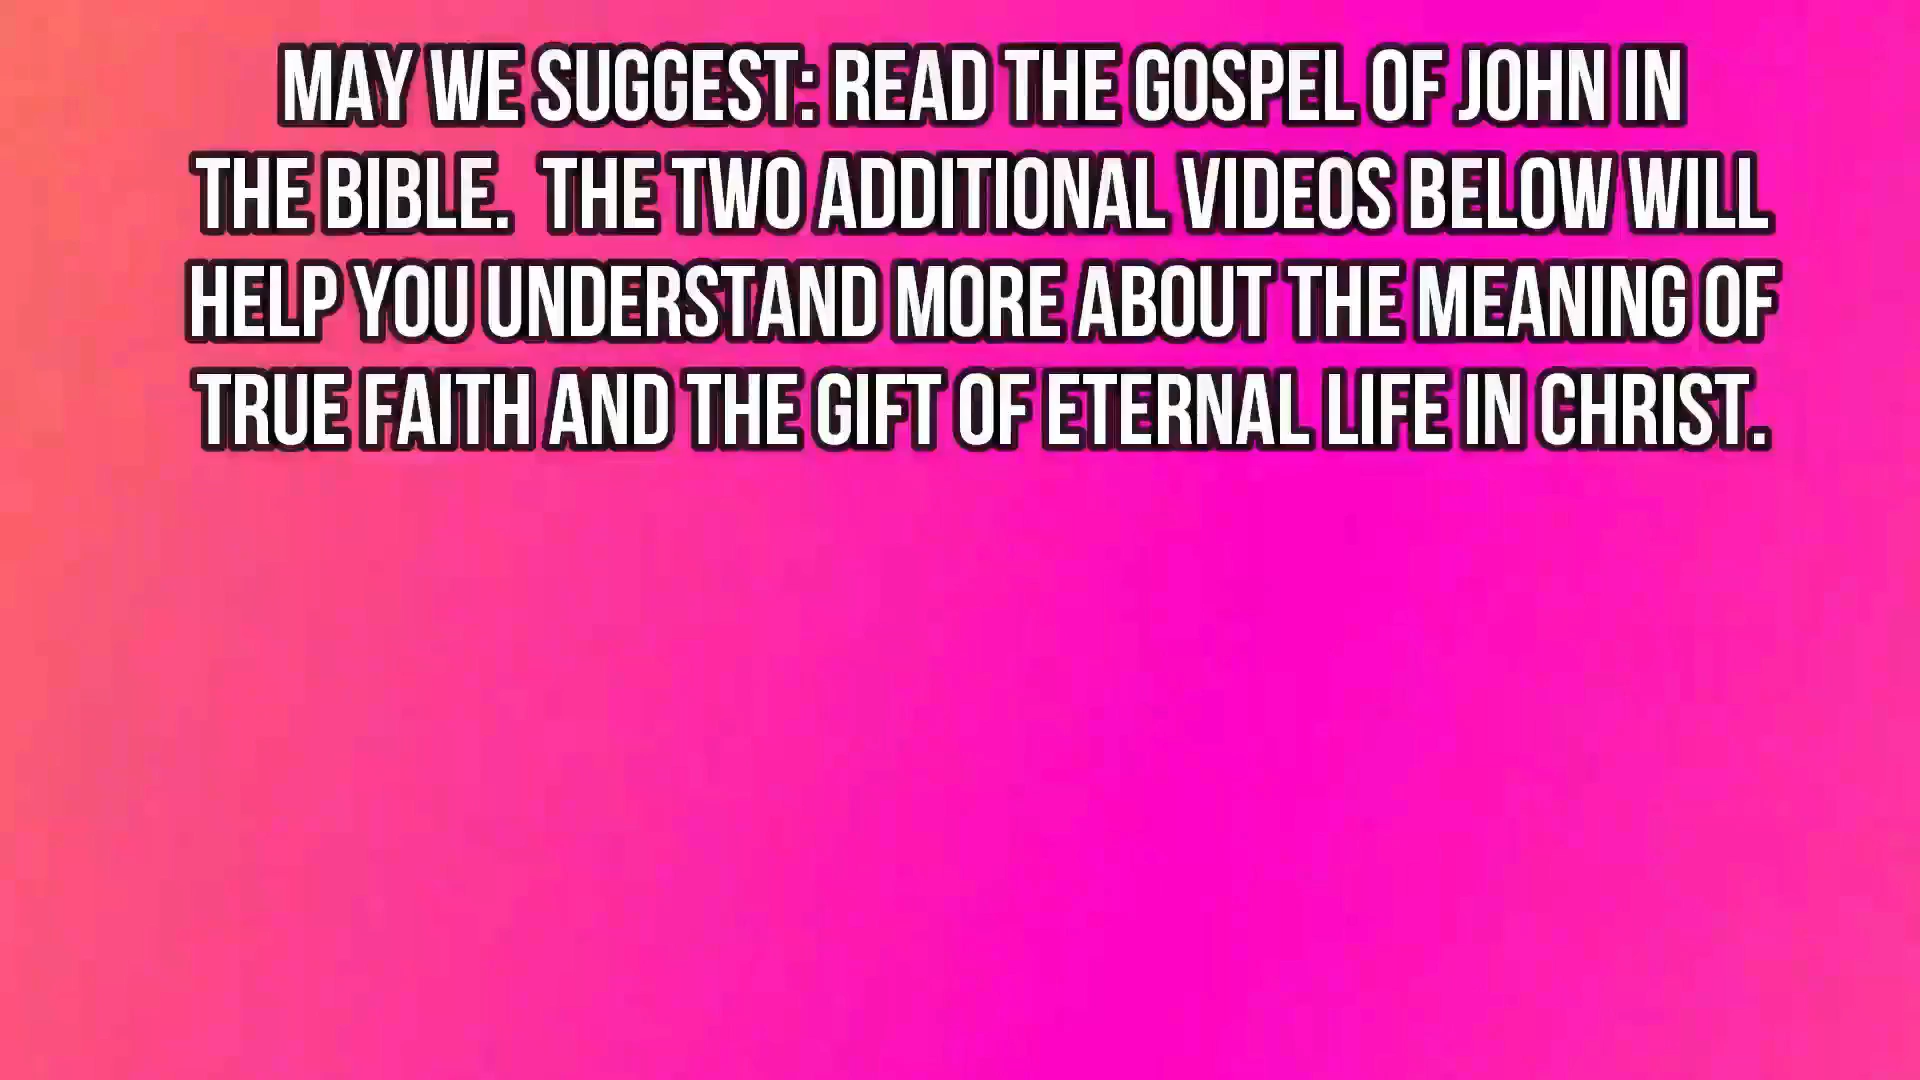 MAY WE SUGGEST: READ THE GOSPEL OF JOHN IN
THE BIBLE.  THE TWO ADDITIONAL VIDEOS BELOW WILL
HELP YOU UNDERSTAND MORE ABOUT THE MEANING OF
TRUE FAITH AND THE GIFT OF ETERNAL LIFE IN CHRIST.